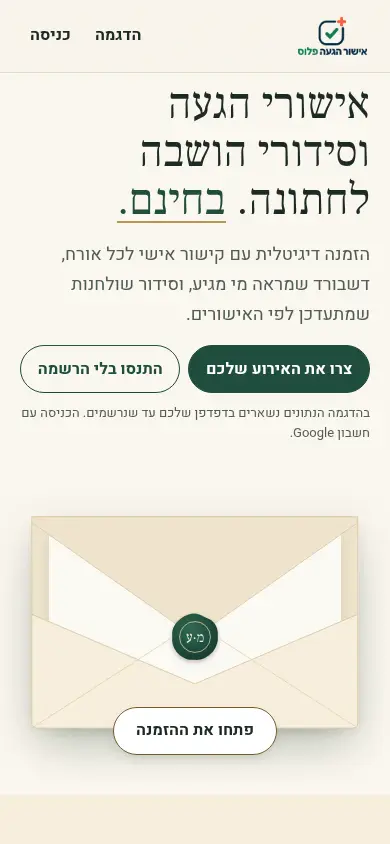 אישור הגעה פלוס
הדגמה
כניסה
אישורי הגעה
וסידורי הושבה
לחתונה. בחינם.
הזמנה דיגיטלית עם קישור אישי לכל אורח,
דשבורד שמראה מי מגיע, וסידור שולחנות
שמתעדכן לפי האישורים.
צרו את האירוע שלכם
התנסו בלי הרשמה
בהדגמה הנתונים נשארים בדפדפן שלכם עד שנרשמים. הכניסה עם
חשבון Google.
מ·ע
פתחו את ההזמנה